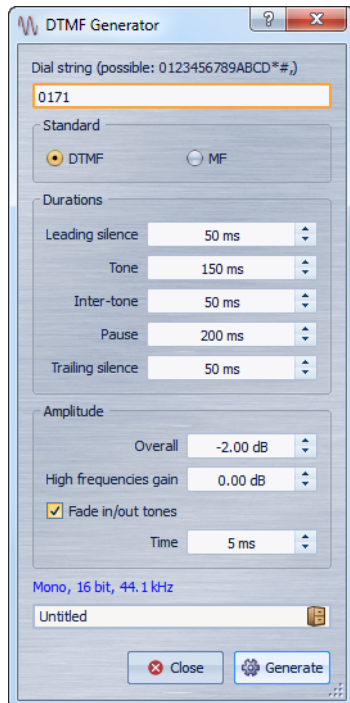 DTMF Generator
Dial string (possible: 0123456789ABCD*#,)
0171
Standard
DTMF MF
Durations
Leading silence 50 ms
Tone 150 ms
Inter-tone 50 ms
Pause 200 ms
Trailing silence 50 ms
Amplitude
Overall -2.00 dB
High frequencies gain 0.00 dB
Fade in/out tones
Time 5 ms
Mono, 16 bit, 44.1 kHz
Untitled
Close Generate